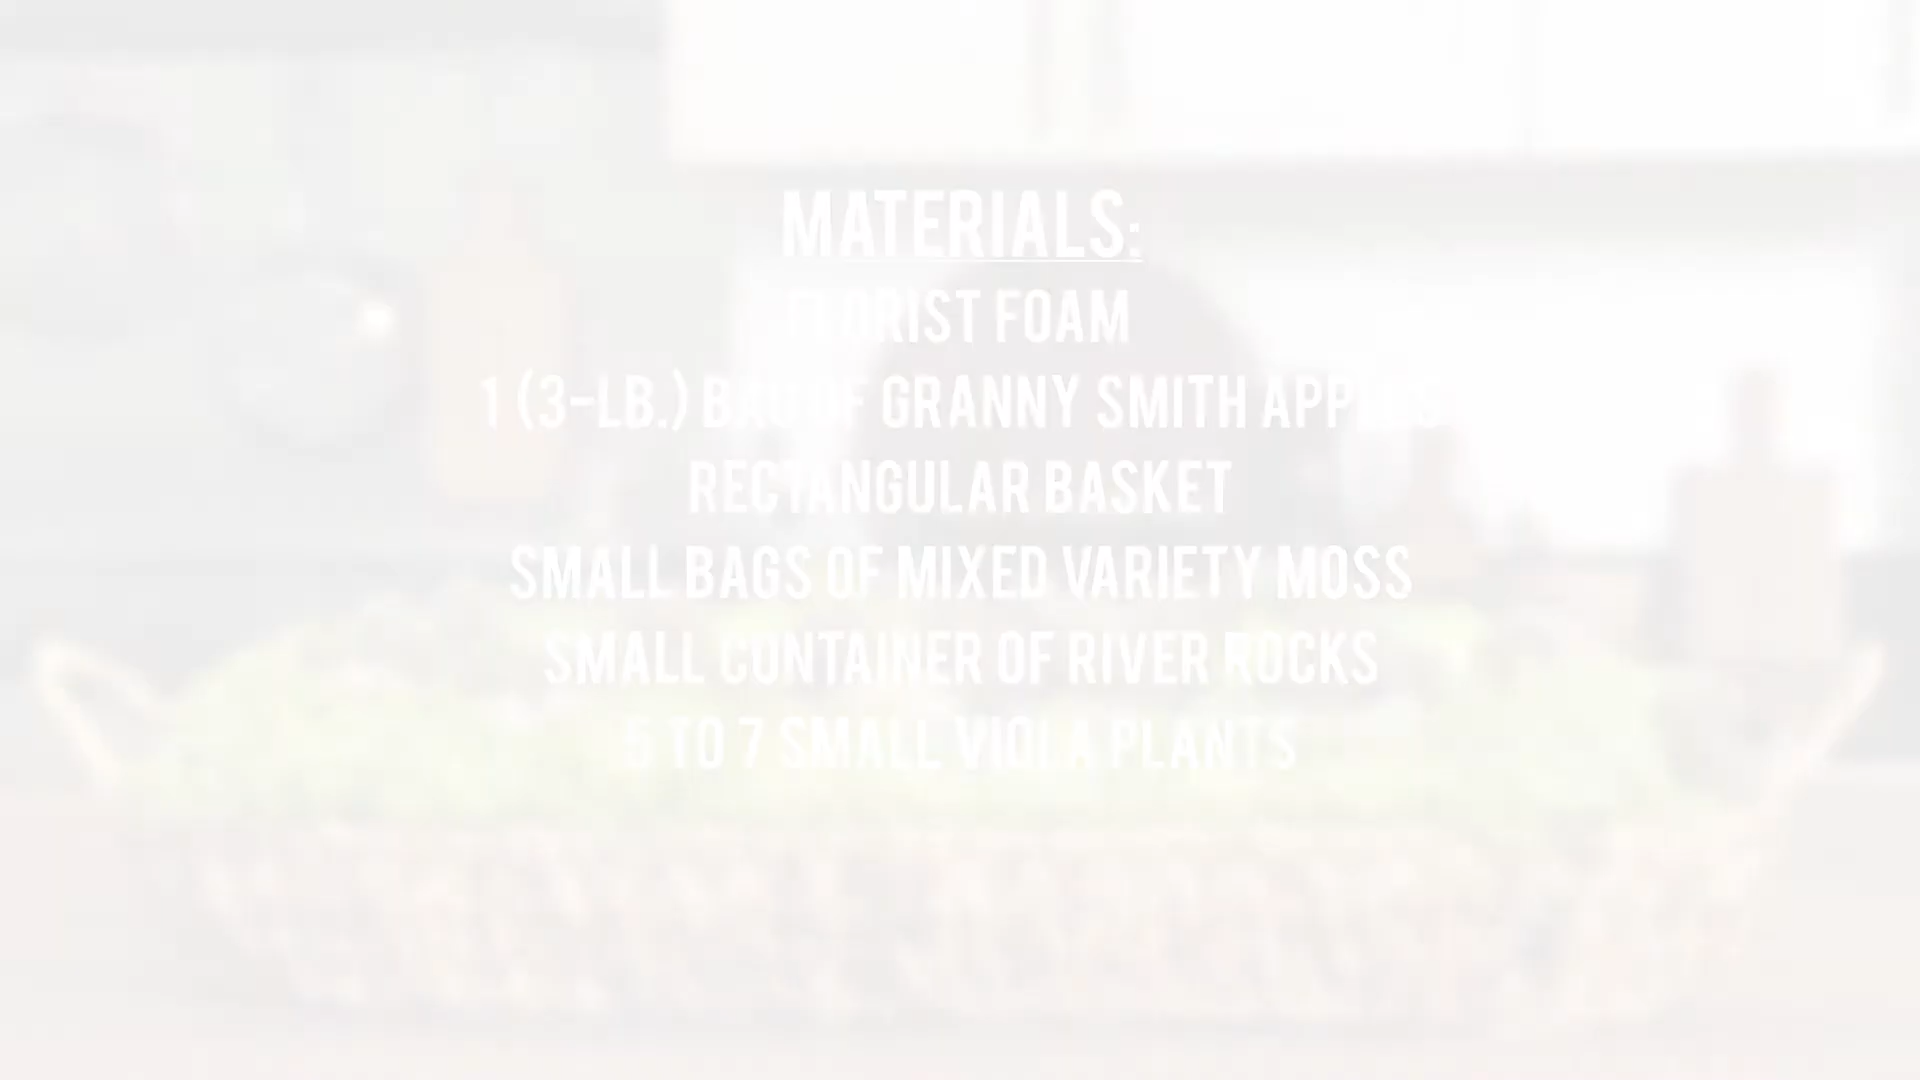 MATERIALS:
FLORIST FOAM
1 (3-LB.) BAG OF GRANNY SMITH APPLES
RECTANGULAR BASKET
SMALL BAGS OF MIXED VARIETY MOSS
SMALL CONTAINER OF RIVER ROCKS
5 TO 7 SMALL VIOLA PLANTS